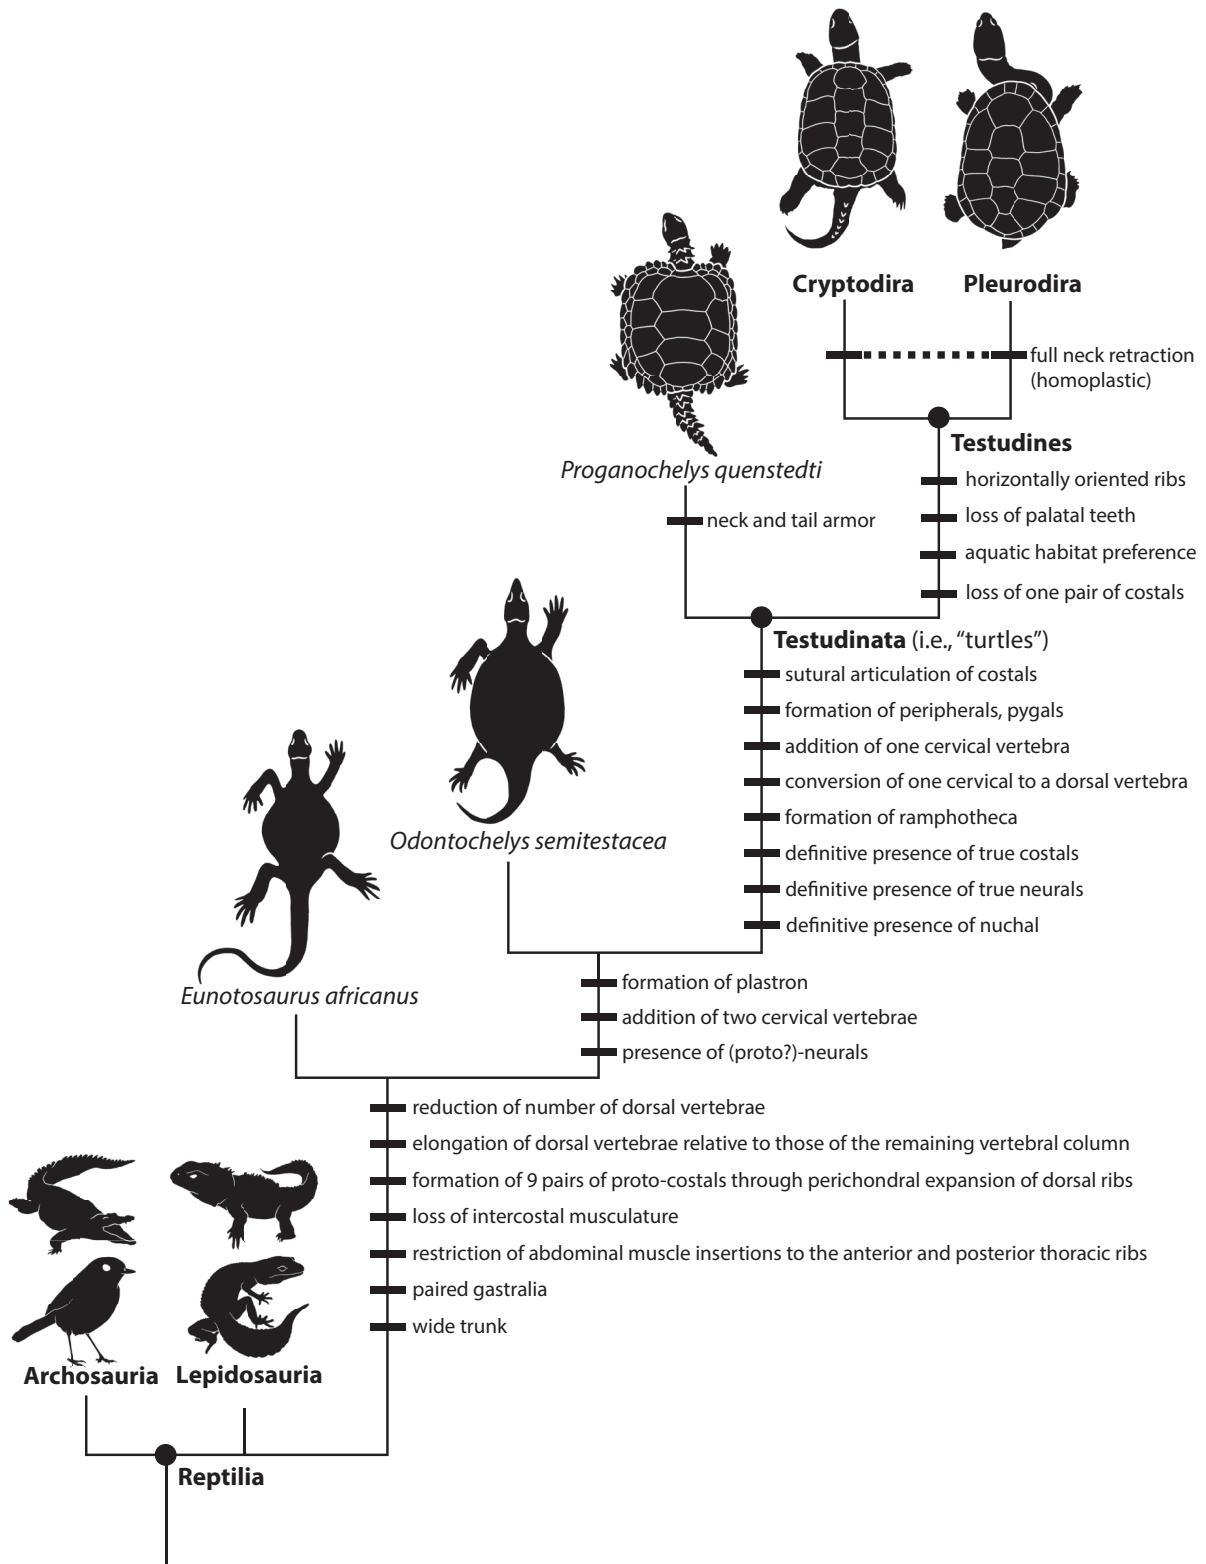 Cryptodira
Pleurodira
full neck retraction
(homoplastic)
Testudines
Proganochelys quenstedti
horizontally oriented ribs
neck and tail armor
loss of palatal teeth
aquatic habitat preference
loss of one pair of costals
Testudinata (i.e., “turtles”)
sutural articulation of costals
formation of peripherals, pygals
addition of one cervical vertebra
conversion of one cervical to a dorsal vertebra
formation of ramphotheca
Odontochelys semitestacea
definitive presence of true costals
definitive presence of true neurals
definitive presence of nuchal
formation of plastron
Eunotosaurus africanus
addition of two cervical vertebrae
presence of (proto?)-neurals
reduction of number of dorsal vertebrae
elongation of dorsal vertebrae relative to those of the remaining vertebral column
formation of 9 pairs of proto-costals through perichondral expansion of dorsal ribs
loss of intercostal musculature
restriction of abdominal muscle insertions to the anterior and posterior thoracic ribs
paired gastralia
wide trunk
Archosauria
Lepidosauria
Reptilia